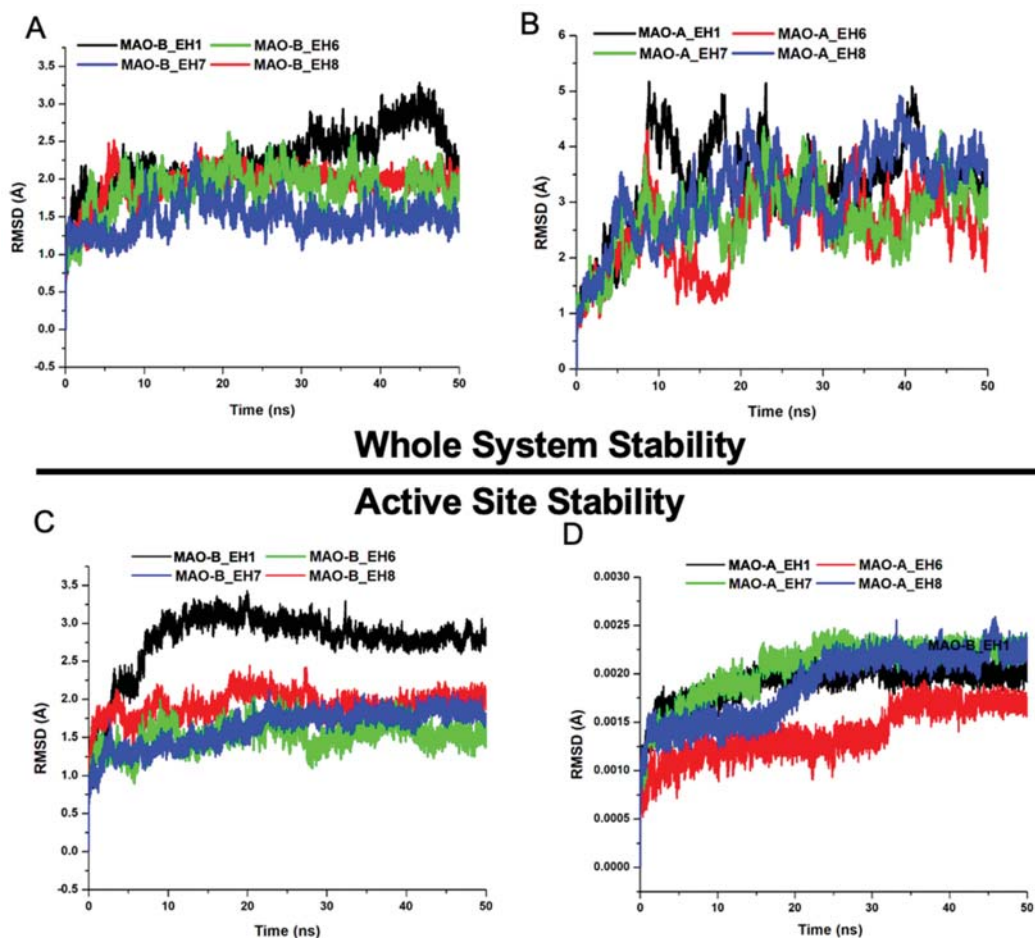 A
MAO-B_EH1 MAO-B_EH6
MAO-B_EH7 MAO-B_EH8
RMSD (Å)
3.5
3.0
2.5
2.0
1.5
1.0
0.5
0.0
-0.5
0 10 20 30 40 50
Time (ns)
B
MAO-A_EH1 MAO-A_EH6
MAO-A_EH7 MAO-A_EH8
RMSD (Å)
6
5
4
3
2
1
0
0 10 20 30 40 50
Time (ns)
Whole System Stability
Active Site Stability
C
MAO-B_EH1 MAO-B_EH6
MAO-B_EH7 MAO-B_EH8
RMSD (Å)
3.5
3.0
2.5
2.0
1.5
1.0
0.5
0.0
-0.5
0 10 20 30 40 50
Time (ns)
D
MAO-A_EH1 MAO-A_EH6
MAO-A_EH7 MAO-A_EH8
RMSD (Å)
0.0030
0.0025
MAO-B_EH1
0.0020
0.0015
0.0010
0.0005
0.0000
0 10 20 30 40 50
Time (ns)